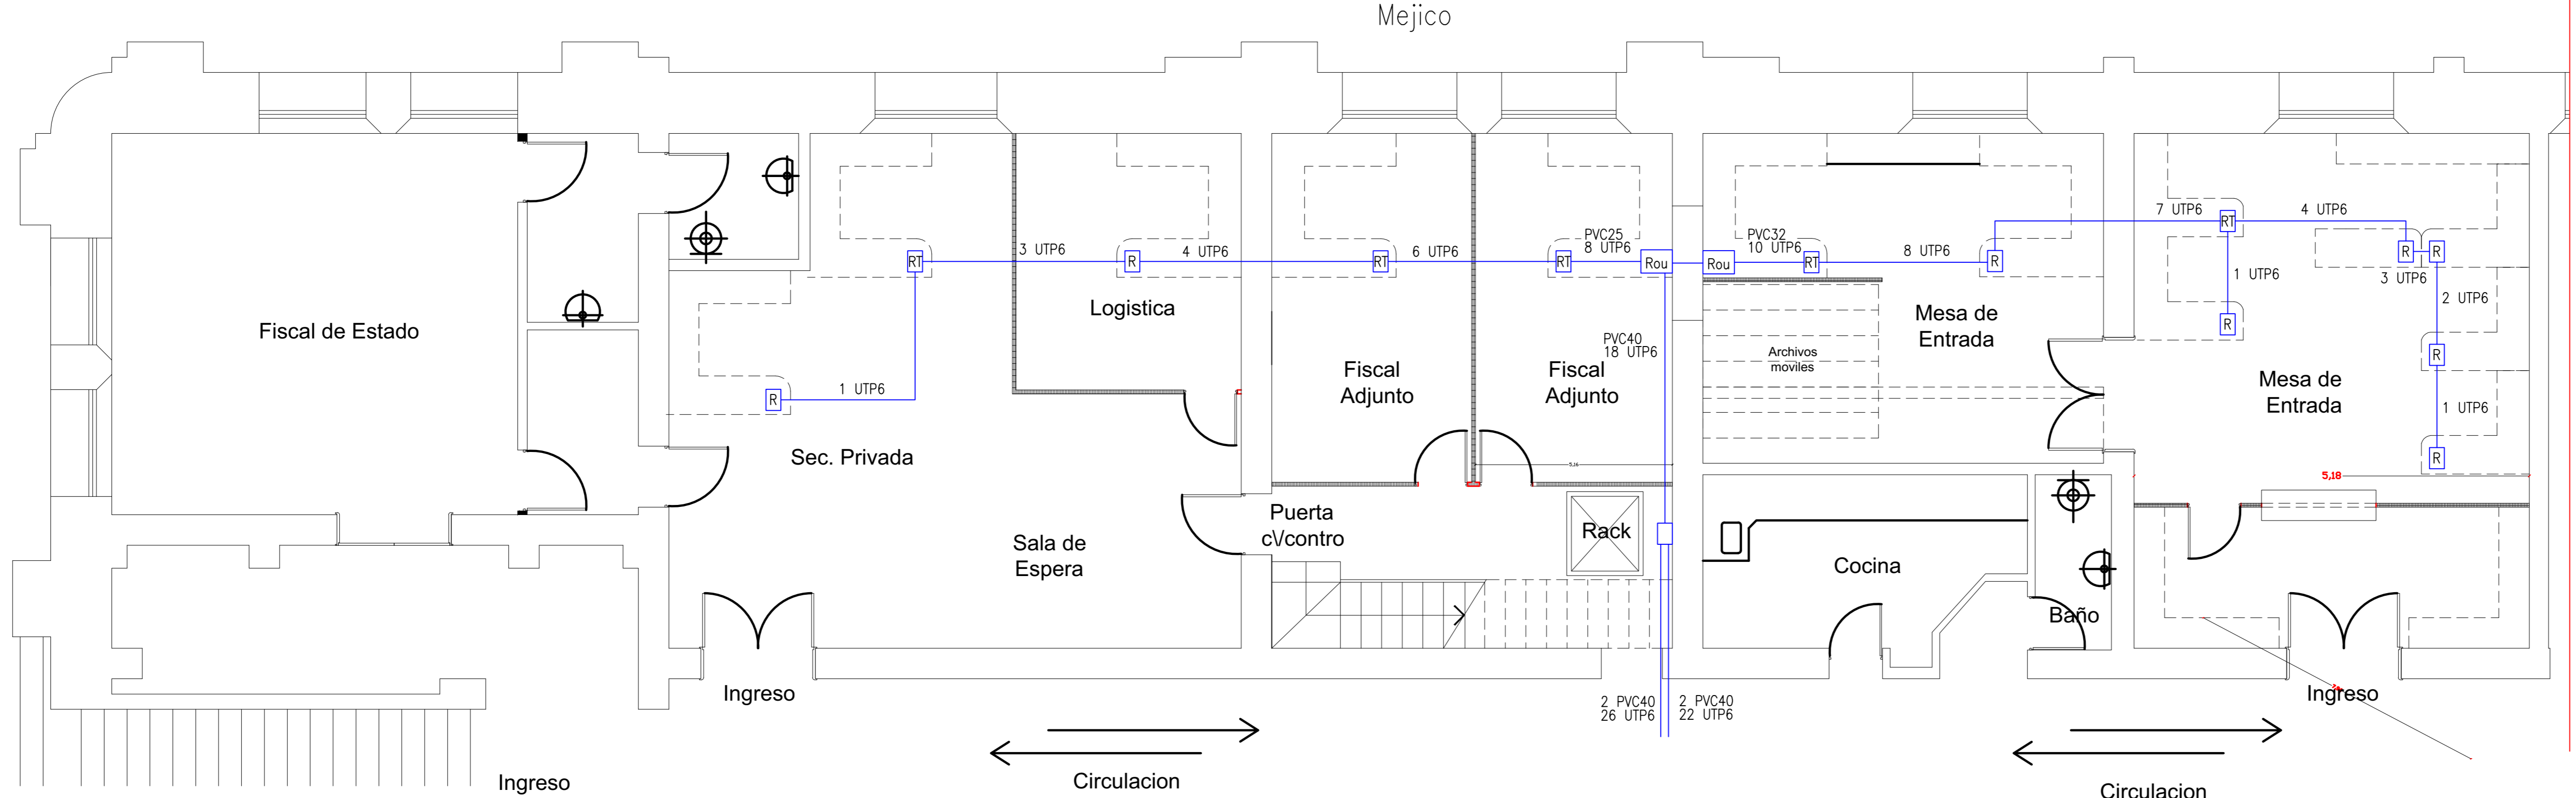 Mejico
7 UTP6
4 UTP6
RT
PVC25
8 UTP6
PVC32
10 UTP6
3 UTP6
4 UTP6
6 UTP6
8 UTP6
R
R
RT
R
RT
RT
Rou
Rou
RT
R
1 UTP6
3 UTP6
2 UTP6
Logistica
Mesa de
Entrada
R
Fiscal de Estado
PVC40
18 UTP6
Archivos
moviles
R
Fiscal
Adjunto
Fiscal
Adjunto
Mesa de
Entrada
1 UTP6
R
1 UTP6
Sec. Privada
R
5,16
5,18
Puerta
c\/contro
Rack
Sala de
Espera
Cocina
Baño
Ingreso
Ingreso
2 PVC40
26 UTP6
2 PVC40
22 UTP6
Ingreso
Circulacion
Circulacion